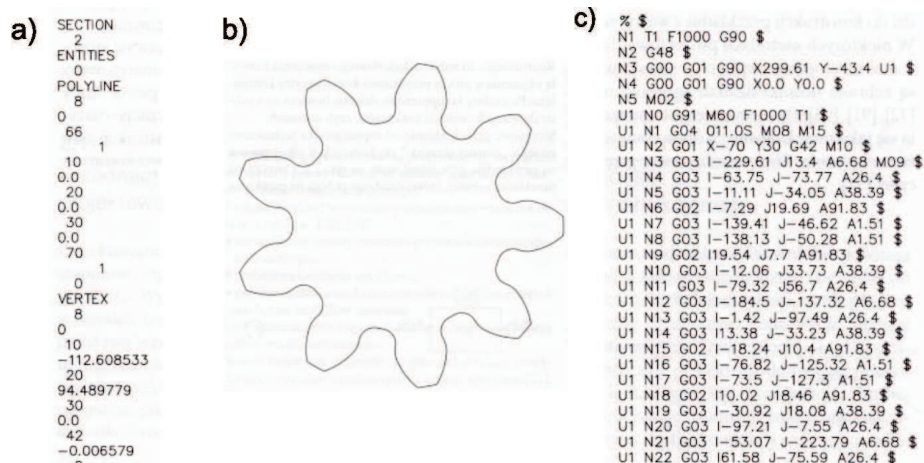 a)
SECTION
2
ENTITIES
0
POLYLINE
8
0
66
1
10
0.0
20
0.0
30
0.0
70
1
0
VERTEX
8
0
10
-112.608533
20
94.489779
30
0.0
42
-0.006579
b)
c)
% $
N1 T1 F1000 G90 $
N2 G48 $
N3 G00 G01 G90 X299.61 Y-43.4 U1 $
N4 G00 G01 G90 X0.0 Y0.0 $
N5 M02 $
U1 N0 G91 M60 F1000 T1 $
U1 N1 G04 011.0S M08 M15 $
U1 N2 G01 X-70 Y30 G42 M10 $
U1 N3 G03 I-229.61 J13.4 A6.68 M09 $
U1 N4 G03 I-63.75 J-73.77 A26.4 $
U1 N5 G03 I-11.11 J-34.05 A38.39 $
U1 N6 G02 I-7.29 J19.69 A91.83 $
U1 N7 G03 I-139.41 J-46.62 A1.51 $
U1 N8 G03 I-138.13 J-50.28 A1.51 $
U1 N9 G02 I19.54 J7.7 A91.83 $
U1 N10 G03 I-12.06 J33.73 A38.39 $
U1 N11 G03 I-79.32 J56.7 A26.4 $
U1 N12 G03 I-184.5 J-137.32 A6.68 $
U1 N13 G03 I-1.42 J-97.49 A26.4 $
U1 N14 G03 I13.38 J-33.23 A38.39 $
U1 N15 G02 I-18.24 J10.4 A91.83 $
U1 N16 G03 I-76.82 J-125.32 A1.51 $
U1 N17 G03 I-73.5 J-127.3 A1.51 $
U1 N18 G02 I10.02 J18.46 A91.83 $
U1 N19 G03 I-30.92 J18.08 A38.39 $
U1 N20 G03 I-97.21 J-7.55 A26.4 $
U1 N21 G03 I-53.07 J-223.79 A6.68 $
U1 N22 G03 I61.58 J-75.59 A26.4 $